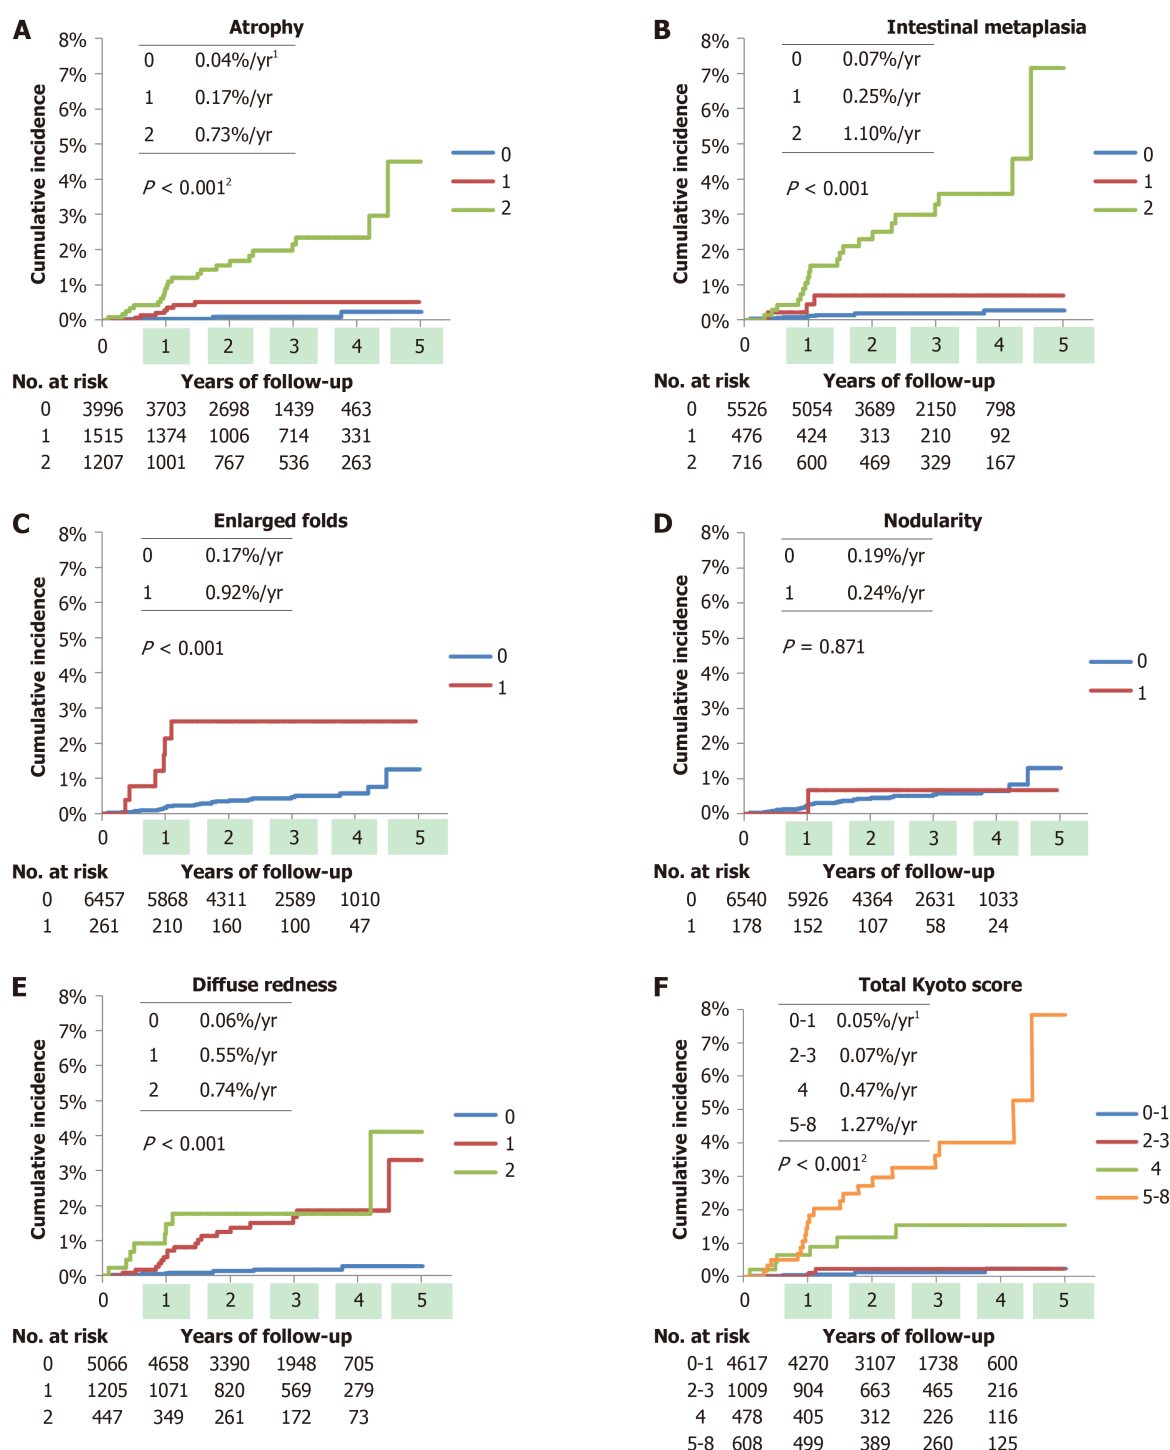 A Atrophy
8%
7%
6%
5%
4%
3%
2%
1%
0%
Cumulative incidence
0 0.04%/yr¹
1 0.17%/yr
2 0.73%/yr
P < 0.001²
0
1
2
0 1 2 3 4 5
No. at risk Years of follow-up
0 3996 3703 2698 1439 463
1 1515 1374 1006 714 331
2 1207 1001 767 536 263
B Intestinal metaplasia
8%
7%
6%
5%
4%
3%
2%
1%
0%
Cumulative incidence
0 0.07%/yr
1 0.25%/yr
2 1.10%/yr
P < 0.001
0
1
2
0 1 2 3 4 5
No. at risk Years of follow-up
0 5526 5054 3689 2150 798
1 476 424 313 210 92
2 716 600 469 329 167
C Enlarged folds
8%
7%
6%
5%
4%
3%
2%
1%
0%
Cumulative incidence
0 0.17%/yr
1 0.92%/yr
P < 0.001
0
1
0 1 2 3 4 5
No. at risk Years of follow-up
0 6457 5868 4311 2589 1010
1 261 210 160 100 47
D Nodularity
8%
7%
6%
5%
4%
3%
2%
1%
0%
Cumulative incidence
0 0.19%/yr
1 0.24%/yr
P = 0.871
0
1
0 1 2 3 4 5
No. at risk Years of follow-up
0 6540 5926 4364 2631 1033
1 178 152 107 58 24
E Diffuse redness
8%
7%
6%
5%
4%
3%
2%
1%
0%
Cumulative incidence
0 0.06%/yr
1 0.55%/yr
2 0.74%/yr
P < 0.001
0
1
2
0 1 2 3 4 5
No. at risk Years of follow-up
0 5066 4658 3390 1948 705
1 1205 1071 820 569 279
2 447 349 261 172 73
F Total Kyoto score
8%
7%
6%
5%
4%
3%
2%
1%
0%
Cumulative incidence
0-1 0.05%/yr¹
2-3 0.07%/yr
4 0.47%/yr
5-8 1.27%/yr
P < 0.001²
0-1
2-3
4
5-8
0 1 2 3 4 5
No. at risk Years of follow-up
0-1 4617 4270 3107 1738 600
2-3 1009 904 663 465 216
4 478 405 312 226 116
5-8 608 499 389 260 125